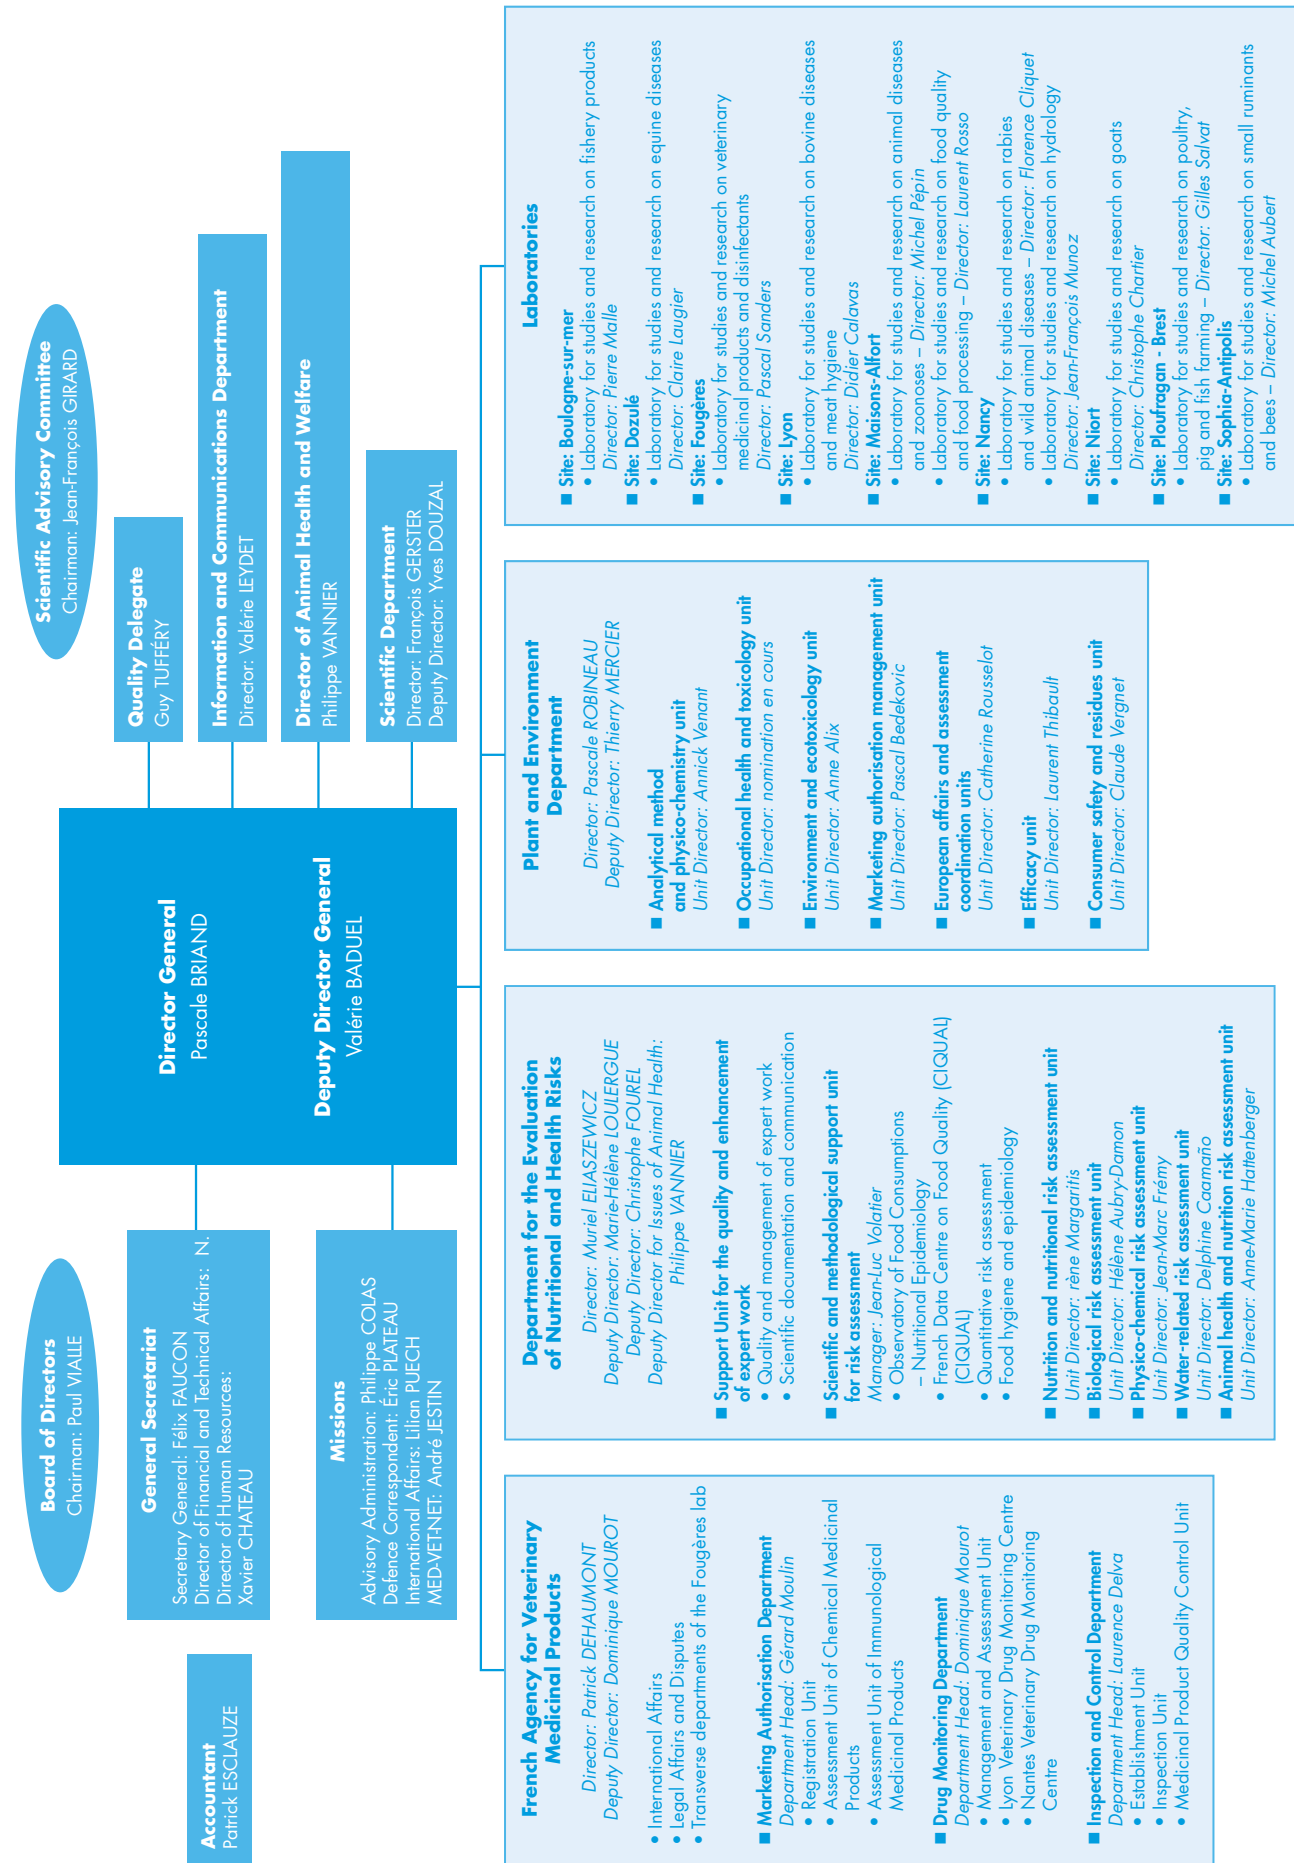 Board of Directors
Chairman: Paul VIALLE
Scientific Advisory Committee
Chairman: Jean-François GIRARD
Accountant
Patrick ESCLAUZE
General Secretariat
Secretary General: Félix FAUCON
Director of Financial and Technical Affairs: N.
Director of Human Resources:
Xavier CHATEAU
Missions
Advisory Administration: Philippe COLAS
Defence Correspondent: Éric PLATEAU
International Affairs: Lilian PUECH
MED-VET-NET: André JESTIN
Director General
Pascale BRIAND
Deputy Director General
Valérie BADUEL
Quality Delegate
Guy TUFFÉRY
Information and Communications Department
Director: Valérie LEYDET
Director of Animal Health and Welfare
Philippe VANNIER
Scientific Department
Director: François GERSTER
Deputy Director: Yves DOUZAL
French Agency for Veterinary
Medicinal Products
Director: Patrick DEHAUMONT
Deputy Director: Dominique MOUROT
• International Affairs
• Legal Affairs and Disputes
• Transverse departments of the Fougères lab
■ Marketing Authorisation Department
Department Head: Gérard Moulin
• Registration Unit
• Assessment Unit of Chemical Medicinal
Products
• Assessment Unit of Immunological
Medicinal Products
■ Drug Monitoring Department
Department Head: Dominique Mourot
• Management and Assessment Unit
• Lyon Veterinary Drug Monitoring Centre
• Nantes Veterinary Drug Monitoring
Centre
■ Inspection and Control Department
Department Head: Laurence Delva
• Establishment Unit
• Inspection Unit
• Medicinal Product Quality Control Unit
Department for the Evaluation
of Nutritional and Health Risks
Director: Muriel ELIASZEWICZ
Deputy Director: Marie-Hélène LOULERGUE
Deputy Director: Christophe FOUREL
Deputy Director for Issues of Animal Health:
Philippe VANNIER
■ Support Unit for the quality and enhancement
of expert work
• Quality and management of expert work
• Scientific documentation and communication
■ Scientific and methodological support unit
for risk assessment
Manager: Jean-Luc Volatier
• Observatory of Food Consumptions
– Nutritional Epidemiology
• French Data Centre on Food Quality (CIQUAL)
(CIQUAL)
• Quantitative risk assessment
• Food hygiene and epidemiology
■ Nutrition and nutritional risk assessment unit
Unit Director: rène Margaritis
■ Biological risk assessment unit
Unit Director: Hélène Aubry-Damon
■ Physico-chemical risk assessment unit
Unit Director: Jean-Marc Frémy
■ Water-related risk assessment unit
Unit Director: Delphine Caamaño
■ Animal health and nutrition risk assessment unit
Unit Director: Anne-Marie Hattenberger
Plant and Environment
Department
Director: Pascale ROBINEAU
Deputy Director: Thierry MERCIER
■ Analytical method
and physico-chemistry unit
Unit Director: Annick Venant
■ Occupational health and toxicology unit
Unit Director: nomination en cours
■ Environment and ecotoxicology unit
Unit Director: Anne Alix
■ Marketing authorisation management unit
Unit Director: Pascal Bedekovic
■ European affairs and assessment
coordination units
Unit Director: Catherine Rousselot
■ Efficacy unit
Unit Director: Laurent Thibault
■ Consumer safety and residues unit
Unit Director: Claude Vergnet
Laboratories
■ Site: Boulogne-sur-mer
• Laboratory for studies and research on fishery products
Director: Pierre Malle
■ Site: Dozulé
• Laboratory for studies and research on equine diseases
Director: Claire Laugier
■ Site: Fougères
• Laboratory for studies and research on veterinary
medicinal products and disinfectants
Director: Pascal Sanders
■ Site: Lyon
• Laboratory for studies and research on bovine diseases
and meat hygiene
Director: Didier Calavas
■ Site: Maisons-Alfort
• Laboratory for studies and research on animal diseases
and zoonoses – Director: Michel Pépin
• Laboratory for studies and research on food quality
and food processing – Director: Laurent Rosso
■ Site: Nancy
• Laboratory for studies and research on rabies
and wild animal diseases – Director: Florence Cliquet
• Laboratory for studies and research on hydrology
Director: Jean-François Munoz
■ Site: Niort
• Laboratory for studies and research on goats
Director: Christophe Chartier
■ Site: Ploufragan - Brest
• Laboratory for studies and research on poultry,
pig and fish farming – Director: Gilles Salvat
■ Site: Sophia-Antipolis
• Laboratory for studies and research on small ruminants
and bees – Director: Michel Aubert